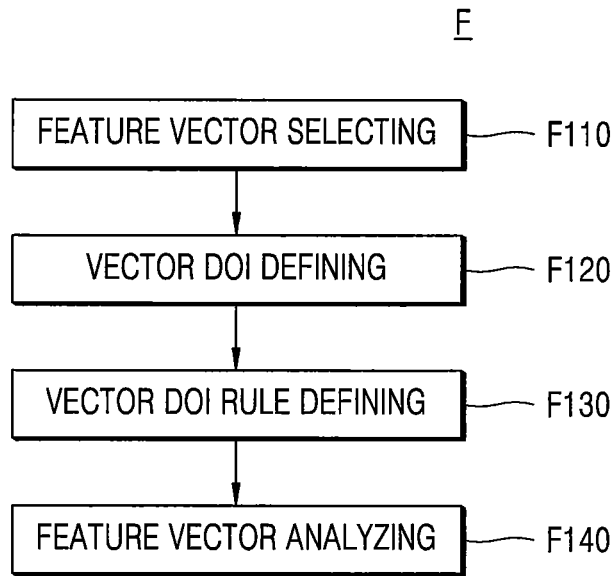 F
FEATURE VECTOR SELECTING F110
VECTOR DOI DEFINING F120
VECTOR DOI RULE DEFINING F130
FEATURE VECTOR ANALYZING F140